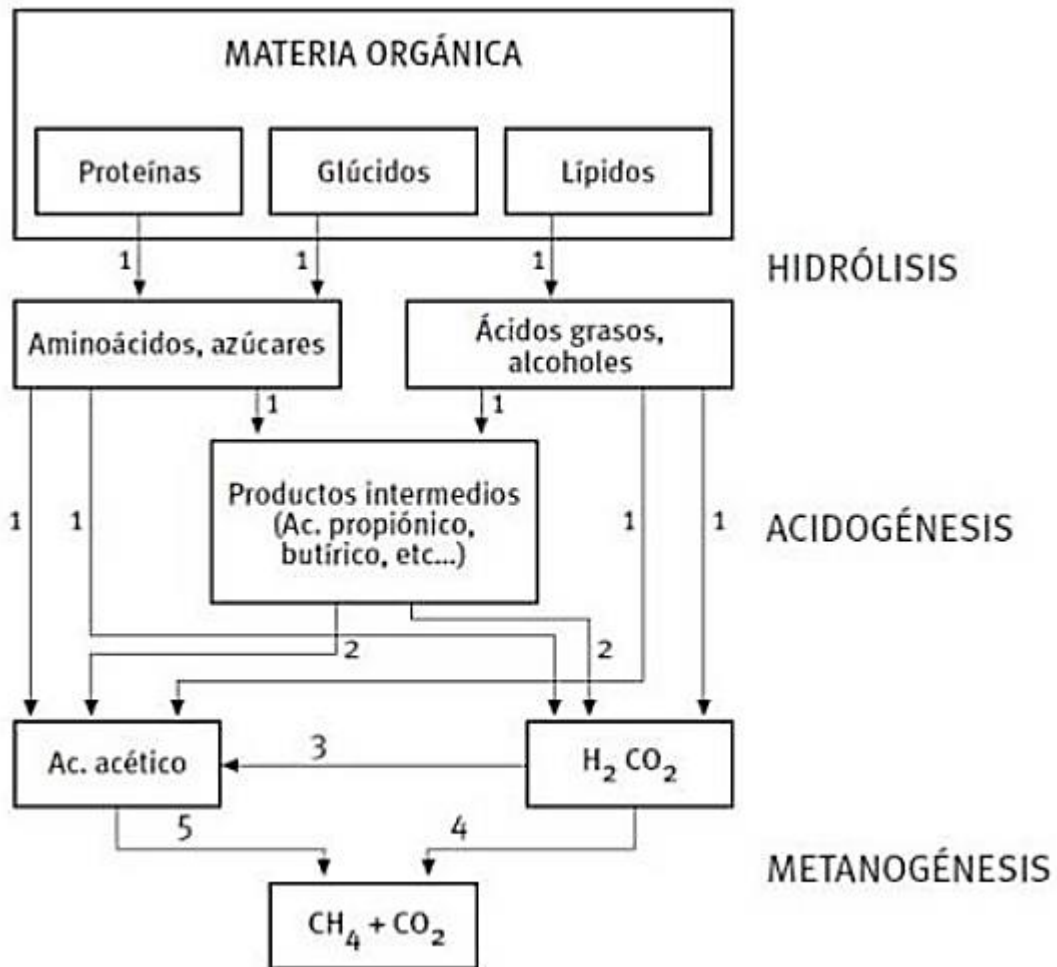 MATERIA ORGÁNICA
Proteínas
Glúcidos
Lípidos
1
1
1
HIDRÓLISIS
Aminoácidos, azúcares
Ácidos grasos,
alcoholes
1
1
Productos intermedios
(Ac. propiónico,
butírico, etc...)
1
1
1
1
ACIDOGÉNESIS
2
2
Ac. acético
3
H₂ CO₂
5
4
METANOGÉNESIS
CH₄ + CO₂